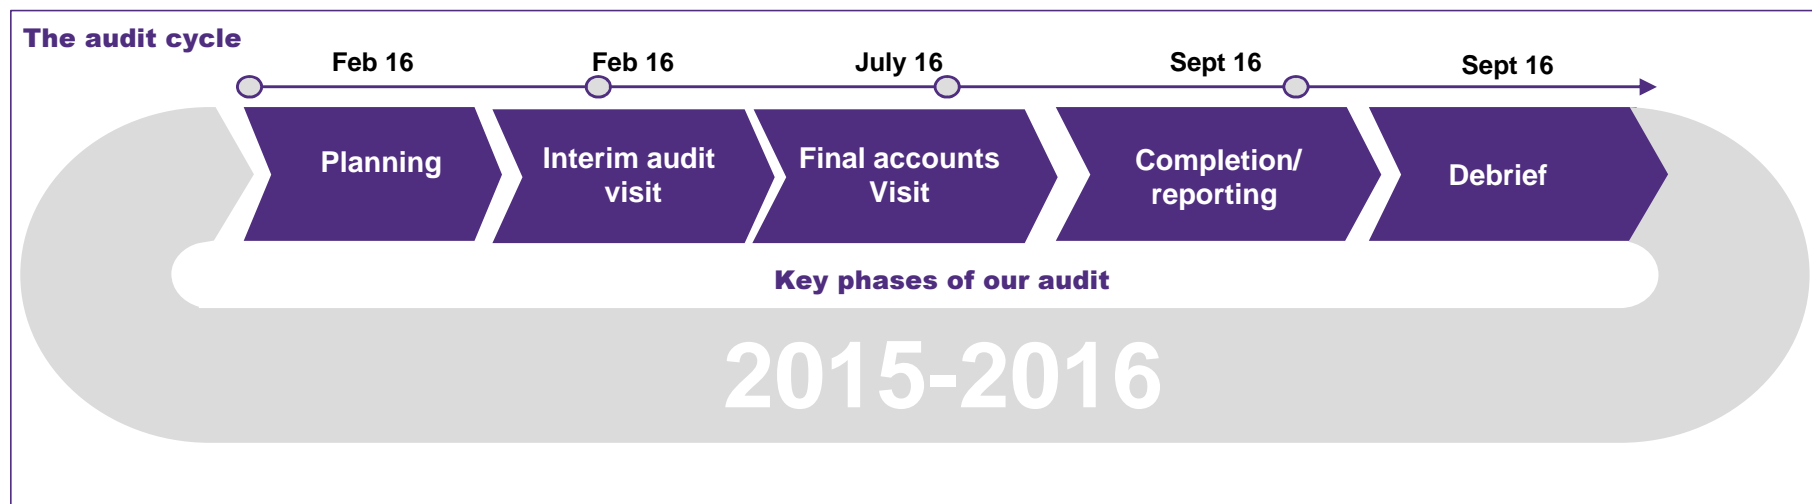 The audit cycle
Feb 16
Feb 16
July 16
Sept 16
Sept 16
Planning
Interim audit
visit
Final accounts
Visit
Completion/
reporting
Debrief
Key phases of our audit
2015-2016